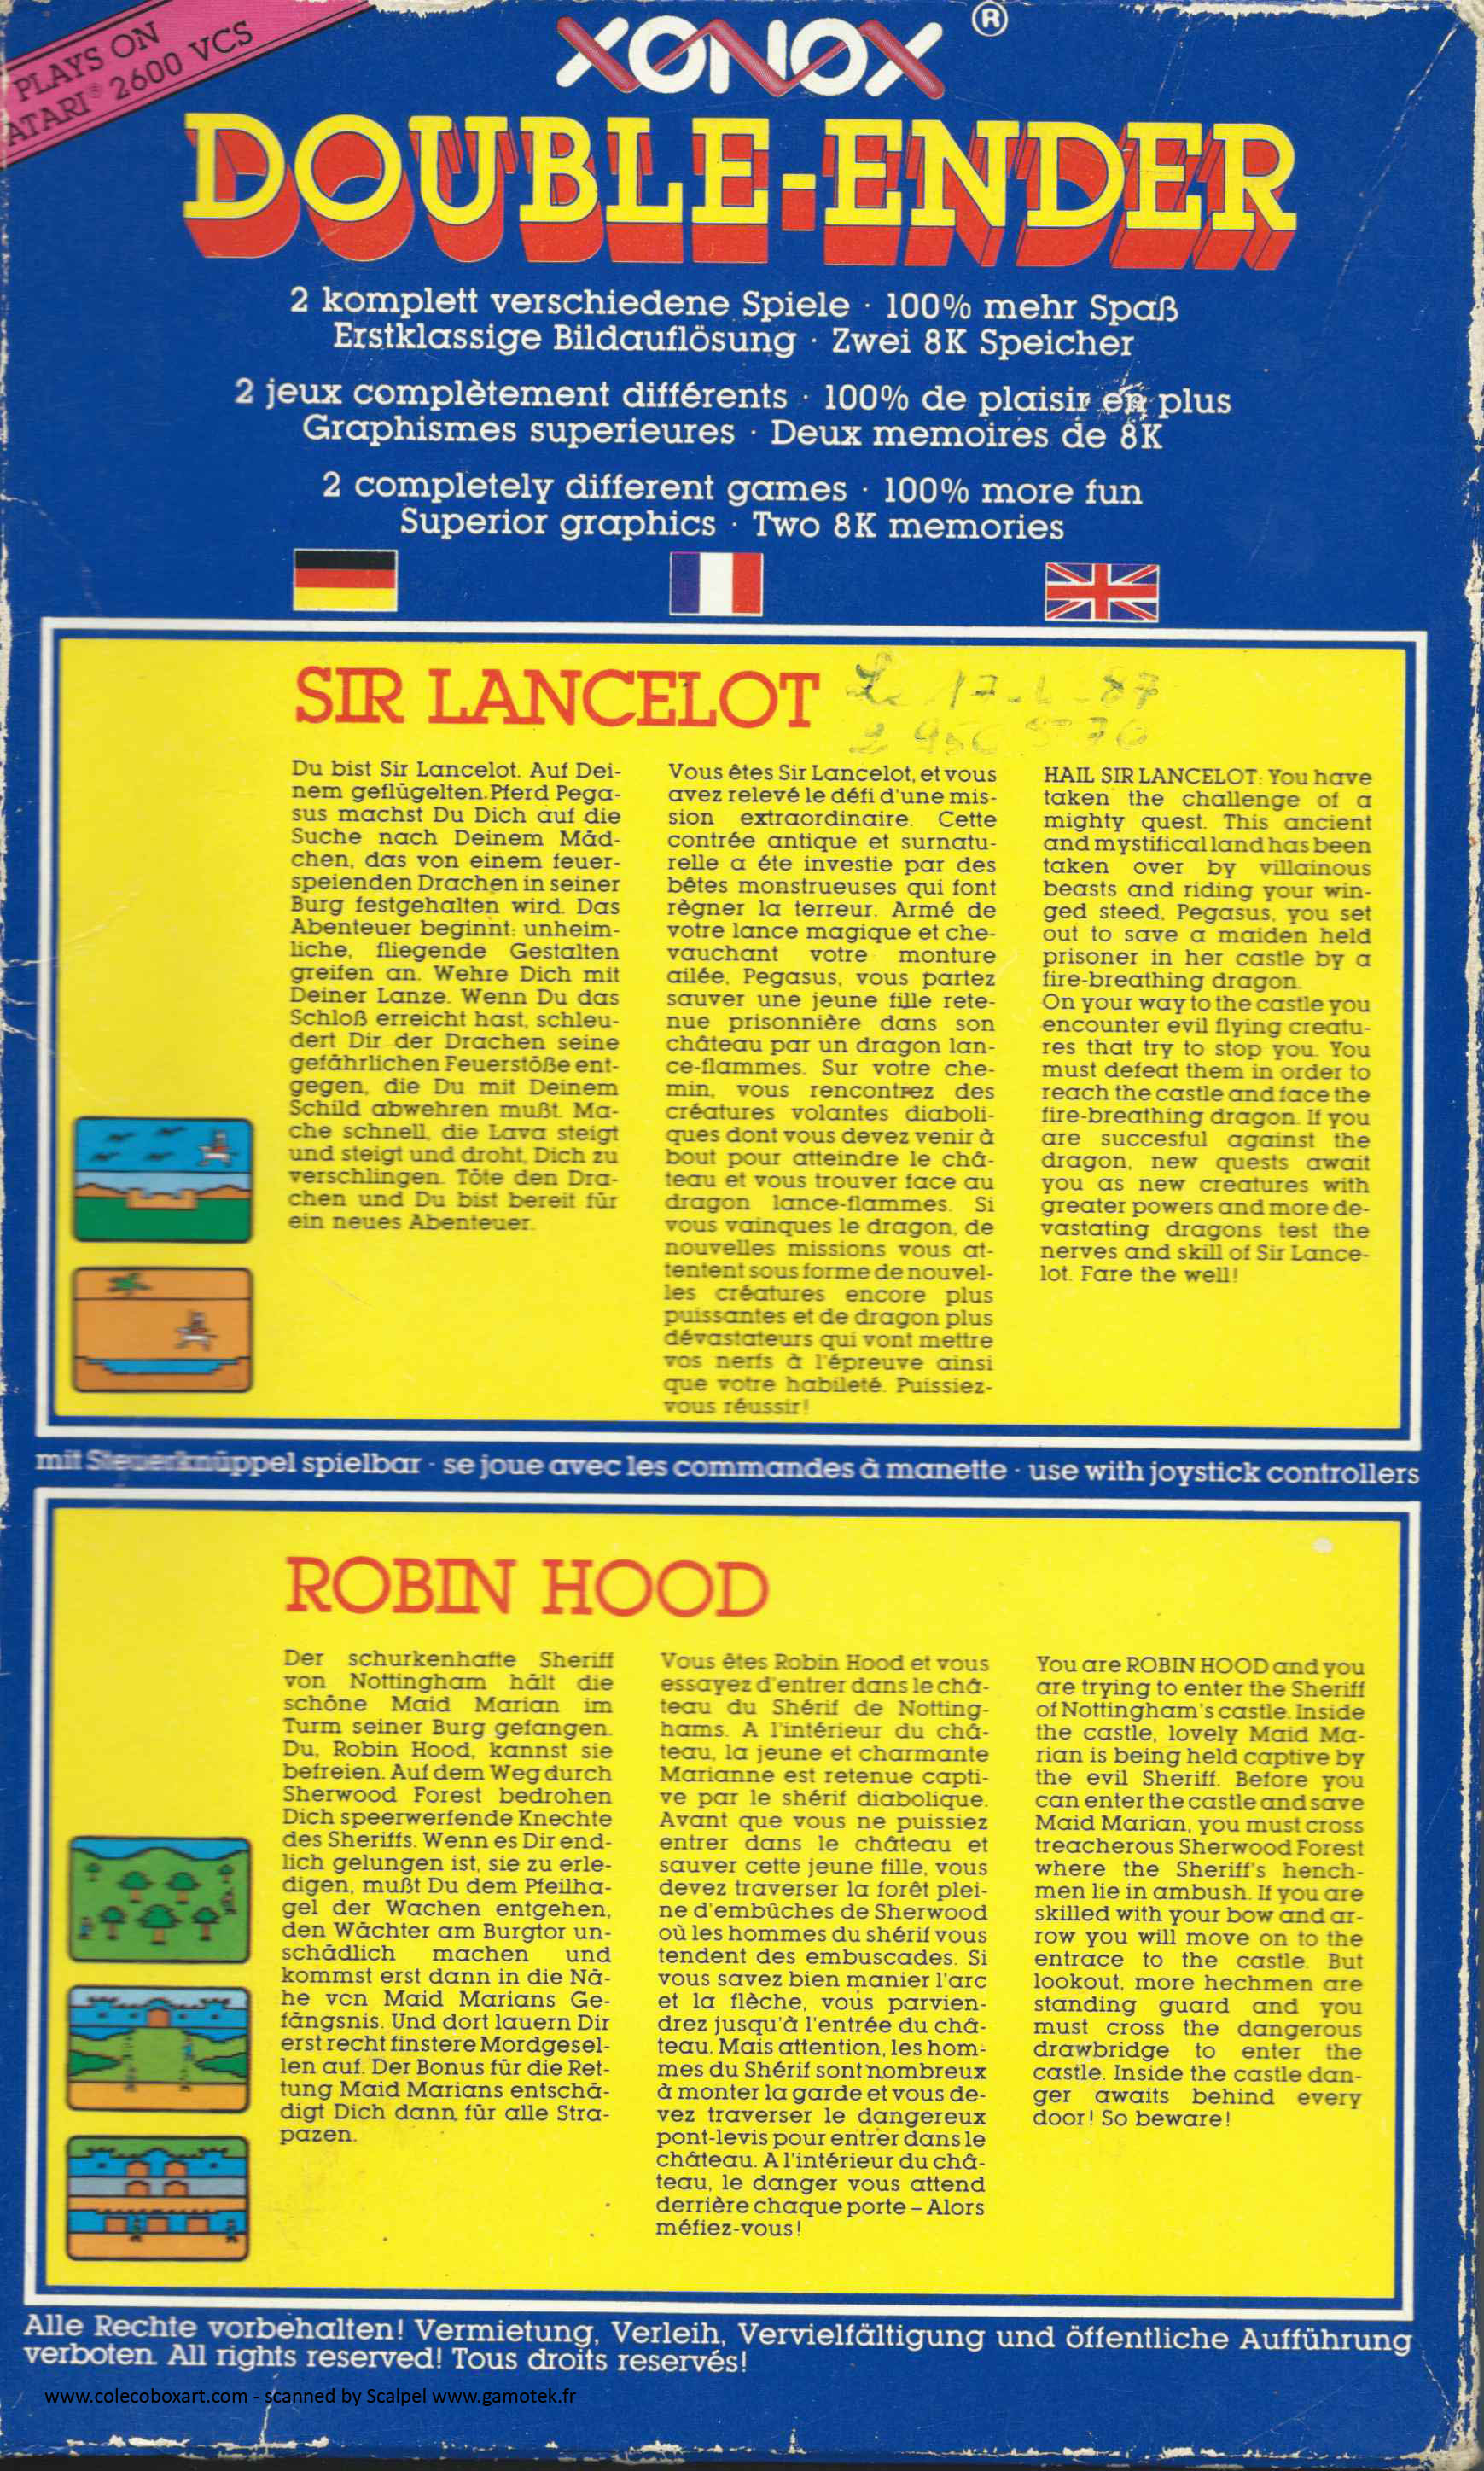 PLAYS ON
ATARI® 2600 VCS
XONOX®
DOUBLE-ENDER
2 komplett verschiedene Spiele · 100% mehr Spaß
Erstklassige Bildauflösung · Zwei 8K Speicher
2 jeux complètement différents · 100% de plaisir en plus
Graphismes superieures · Deux memoires de 8K
2 completely different games · 100% more fun
Superior graphics · Two 8K memories
SIR LANCELOT
Du bist Sir Lancelot. Auf Dei-
nem geflügelten Pferd Pega-
sus machst Du Dich auf die
Suche nach Deinem Mäd-
chen, das von einem feuer-
speienden Drachen in seiner
Burg festgehalten wird. Das
Abenteuer beginnt: unheim-
liche, fliegende Gestalten
greifen an. Wehre Dich mit
Deiner Lanze. Wenn Du das
Schloß erreicht hast, schleu-
dert Dir der Drachen seine
gefährlichen Feuerstöße ent-
gegen, die Du mit Deinem
Schild abwehren mußt. Ma-
che schnell, die Lava steigt
und steigt und droht, Dich zu
verschlingen. Töte den Dra-
chen und Du bist bereit für
ein neues Abenteuer.
Vous êtes Sir Lancelot, et vous
avez relevé le défi d'une mis-
sion extraordinaire. Cette
contrée antique et surnatu-
relle a éte investie par des
bêtes monstrueuses qui font
règner la terreur. Armé de
votre lance magique et che-
vauchant votre monture
ailée, Pegasus, vous partez
sauver une jeune fille rete-
nue prisonnière dans son
château par un dragon lan-
ce-flammes. Sur votre che-
min, vous rencontrez des
créatures volantes diaboli-
ques dont vous devez venir à
bout pour atteindre le châ-
teau et vous trouver face au
dragon lance-flammes. Si
vous vainques le dragon, de
nouvelles missions vous at-
tentent sous forme de nouvel-
les créatures encore plus
puissantes et de dragon plus
dévastateurs qui vont mettre
vos nerfs à l'épreuve ainsi
que votre habileté. Puissiez-
vous réussir!
HAIL SIR LANCELOT: You have
taken the challenge of a
mighty quest. This ancient
and mystifical land has been
taken over by villainous
beasts and riding your win-
ged steed, Pegasus, you set
out to save a maiden held
prisoner in her castle by a
fire-breathing dragon.
On your way to the castle you
encounter evil flying creatu-
res that try to stop you. You
must defeat them in order to
reach the castle and face the
fire-breathing dragon. If you
are succesful against the
dragon, new quests await
you as new creatures with
greater powers and more de-
vastating dragons test the
nerves and skill of Sir Lance-
lot. Fare the well!
mit Steuerknüppel spielbar · se joue avec les commandes à manette · use with joystick controllers
ROBIN HOOD
Der schurkenhafte Sheriff
von Nottingham hält die
schöne Maid Marian im
Turm seiner Burg gefangen.
Du, Robin Hood, kannst sie
befreien. Auf dem Weg durch
Sherwood Forest bedrohen
Dich speerwerfende Knechte
des Sheriffs. Wenn es Dir end-
lich gelungen ist, sie zu erle-
digen, mußt Du dem Pfeilha-
gel der Wachen entgehen,
den Wächter am Burgtor un-
schädlich machen und
kommst erst dann in die Nä-
he von Maid Marians Ge-
fängsnis. Und dort lauern Dir
erst recht finstere Mordgesel-
len auf. Der Bonus für die Ret-
tung Maid Marians entschä-
digt Dich dann für alle Stra-
pazen.
Vous êtes Robin Hood et vous
essayez d'entrer dans le châ-
teau du Shérif de Notting-
hams. A l'intérieur du châ-
teau, la jeune et charmante
Marianne est retenue capti-
ve par le shérif diabolique.
Avant que vous ne puissiez
entrer dans le château et
sauver cette jeune fille, vous
devez traverser la forêt plei-
ne d'embûches de Sherwood
où les hommes du shérif vous
tendent des embuscades. Si
vous savez bien manier l'arc
et la flèche, vous parvien-
drez jusqu'à l'entrée du châ-
teau. Mais attention, les hom-
mes du Shérif sont nombreux
à monter la garde et vous de-
vez traverser le dangereux
pont-levis pour entrer dans le
château. A l'intérieur du châ-
teau, le danger vous attend
derrière chaque porte – Alors
méfiez-vous!
You are ROBIN HOOD and you
are trying to enter the Sheriff
of Nottingham's castle. Inside
the castle, lovely Maid Ma-
rian is being held captive by
the evil Sheriff. Before you
can enter the castle and save
Maid Marian, you must cross
treacherous Sherwood Forest
where the Sheriff's hench-
men lie in ambush. If you are
skilled with your bow and ar-
row you will move on to the
entrace to the castle. But
lookout, more hechmen are
standing guard and you
must cross the dangerous
drawbridge to enter the
castle. Inside the castle dan-
ger awaits behind every
door! So beware!
Alle Rechte vorbehalten! Vermietung, Verleih, Vervielfältigung und öffentliche Aufführung
verboten. All rights reserved! Tous droits reservés!
www.colecoboxart.com - scanned by Scalpel www.gamotek.fr